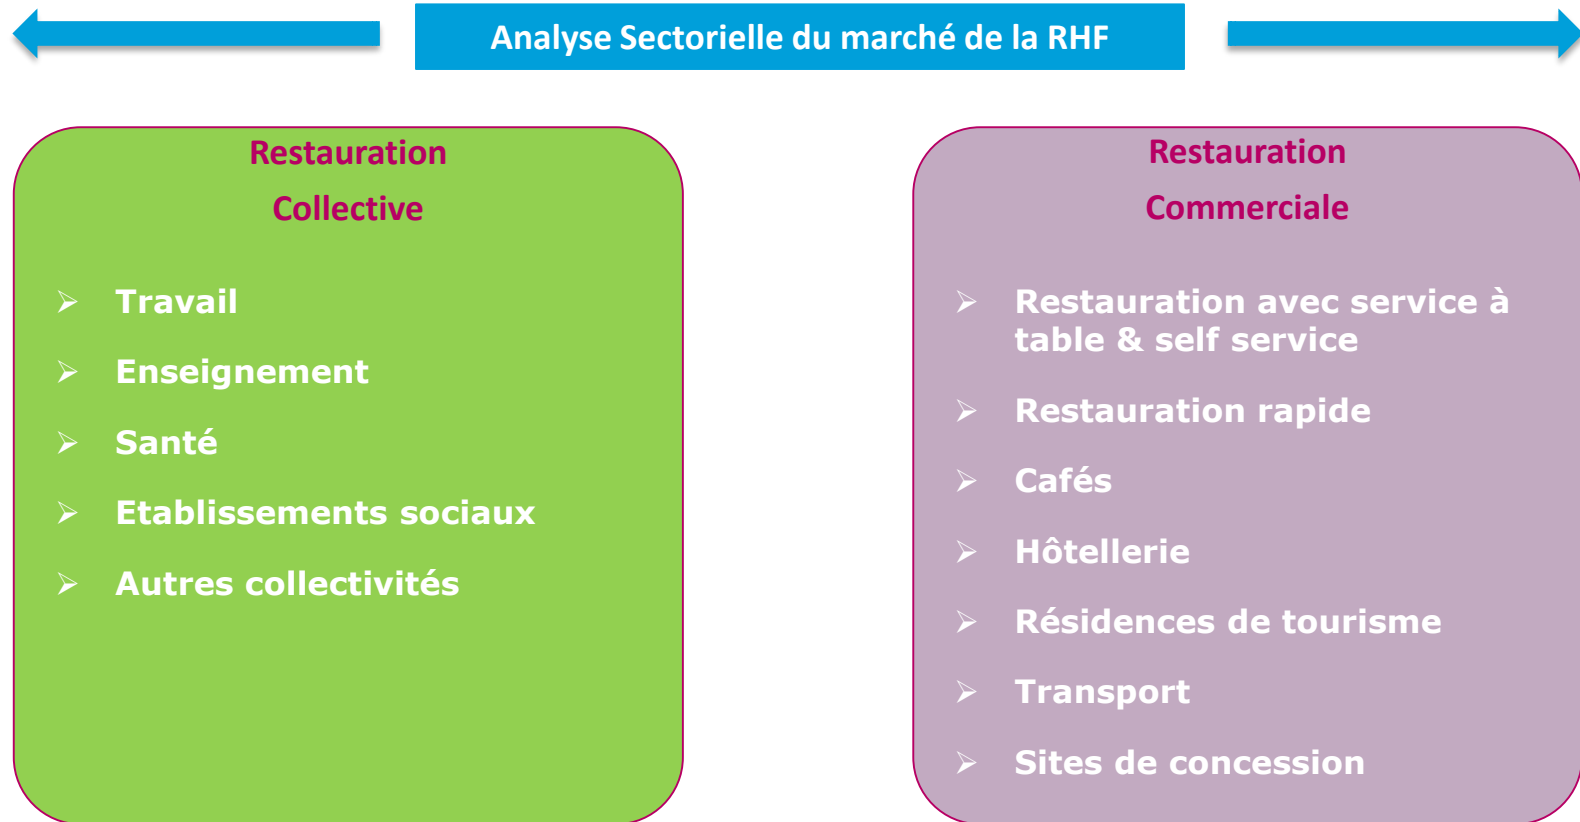 Analyse Sectorielle du marché de la RHF
Restauration
Collective
Travail
Enseignement
Santé
Etablissements sociaux
Autres collectivités
Restauration
Commerciale
Restauration avec service à
table & self service
Restauration rapide
Cafés
Hôtellerie
Résidences de tourisme
Transport
Sites de concession